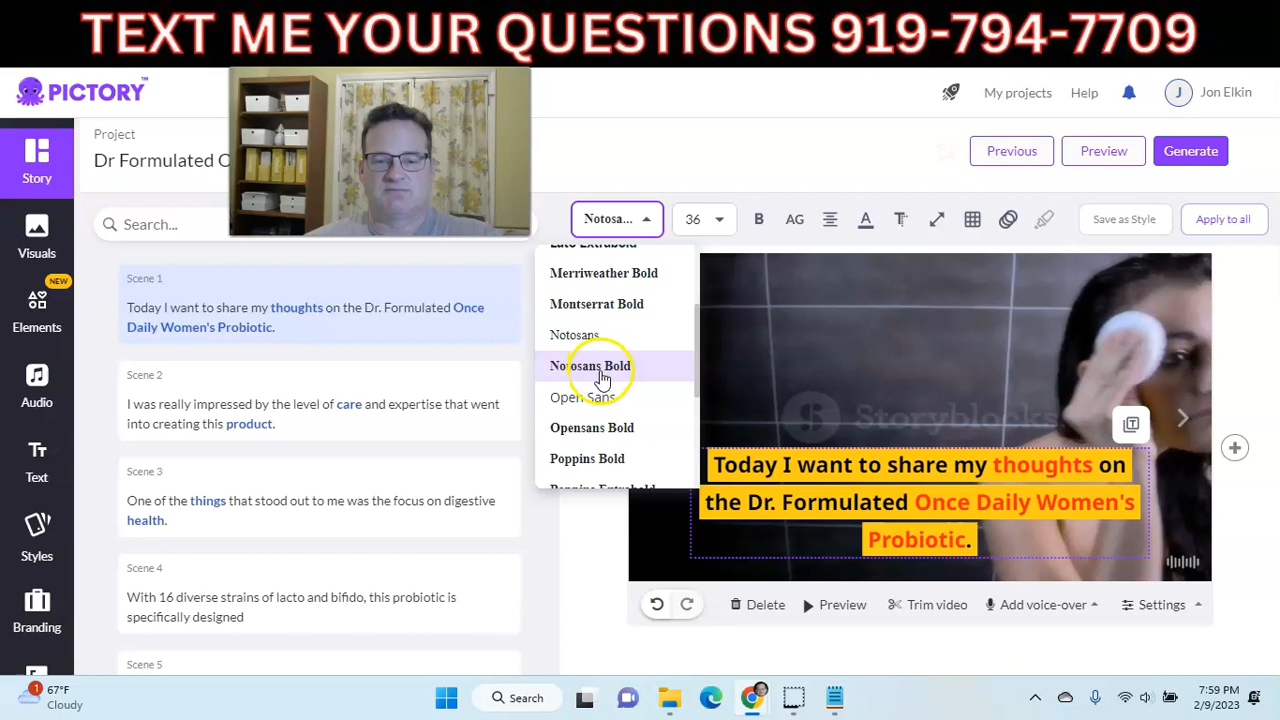 TEXT ME YOUR QUESTIONS 919-794-7709
PICTORY
My projects
Help
J
Jon Elkin
Project
Dr Formulated O
Previous
Preview
Generate
Story
Search...
Notosa...
36
B
AG
A
T
Save as Style
Apply to all
Visuals
NEW
Elements
Audio
Text
Styles
Branding
Scene 1
Today I want to share my thoughts on the Dr. Formulated Once
Daily Women's Probiotic.
Scene 2
I was really impressed by the level of care and expertise that went
into creating this product.
Scene 3
One of the things that stood out to me was the focus on digestive
health.
Scene 4
With 16 diverse strains of lacto and bifido, this probiotic is
specifically designed
Scene 5
Lato Extrabold
Merriweather Bold
Montserrat Bold
Notosans
Notosans Bold
Open Sans
Opensans Bold
Poppins Bold
Poppins Extrabold
Storyblocks
Today I want to share my thoughts on
the Dr. Formulated Once Daily Women's
Probiotic.
Delete
Preview
Trim video
Add voice-over
Settings
1
67°F
Cloudy
Search
7:59 PM
2/9/2023